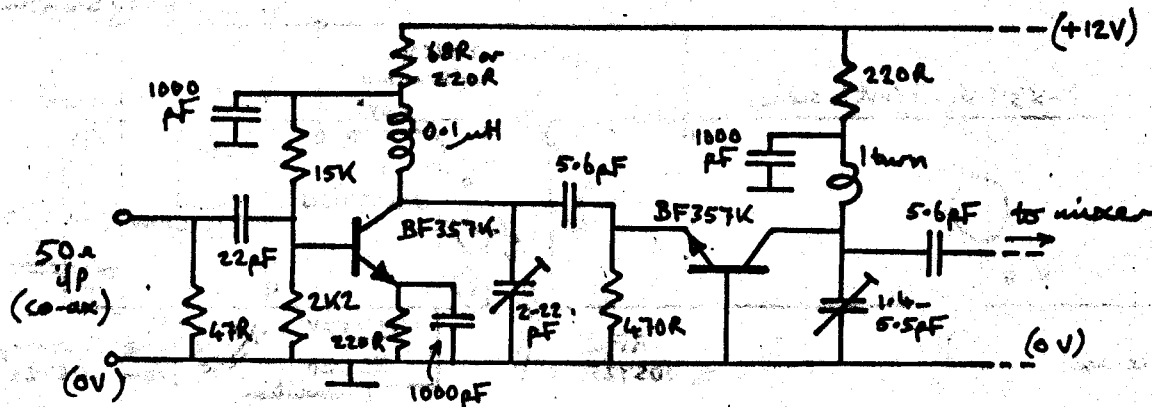 (+12V)
68R or
220R
220R
1000
pF
0.1µH
1000
pF
1 turn
15K
5.6pF
BF357K
BF357K
5.6pF
to mixer
50Ω
i/p
(co-ax)
22pF
2K2
47R
220R
2-22
pF
470R
1.4-
5.5pF
(0V)
1000pF
(0V)